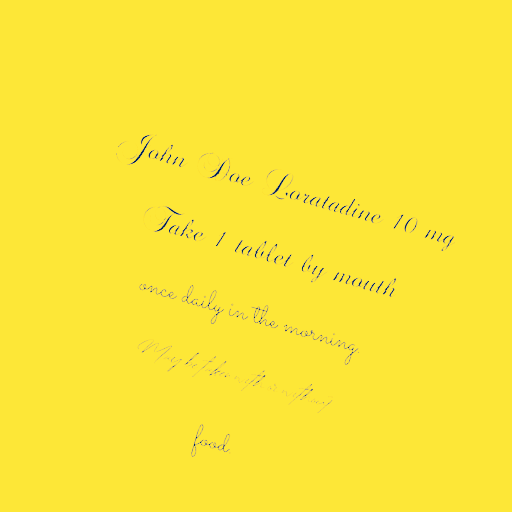 John Doe Loratadine 10 mg
Take 1 tablet by mouth
once daily in the morning
May be taken with or without
food